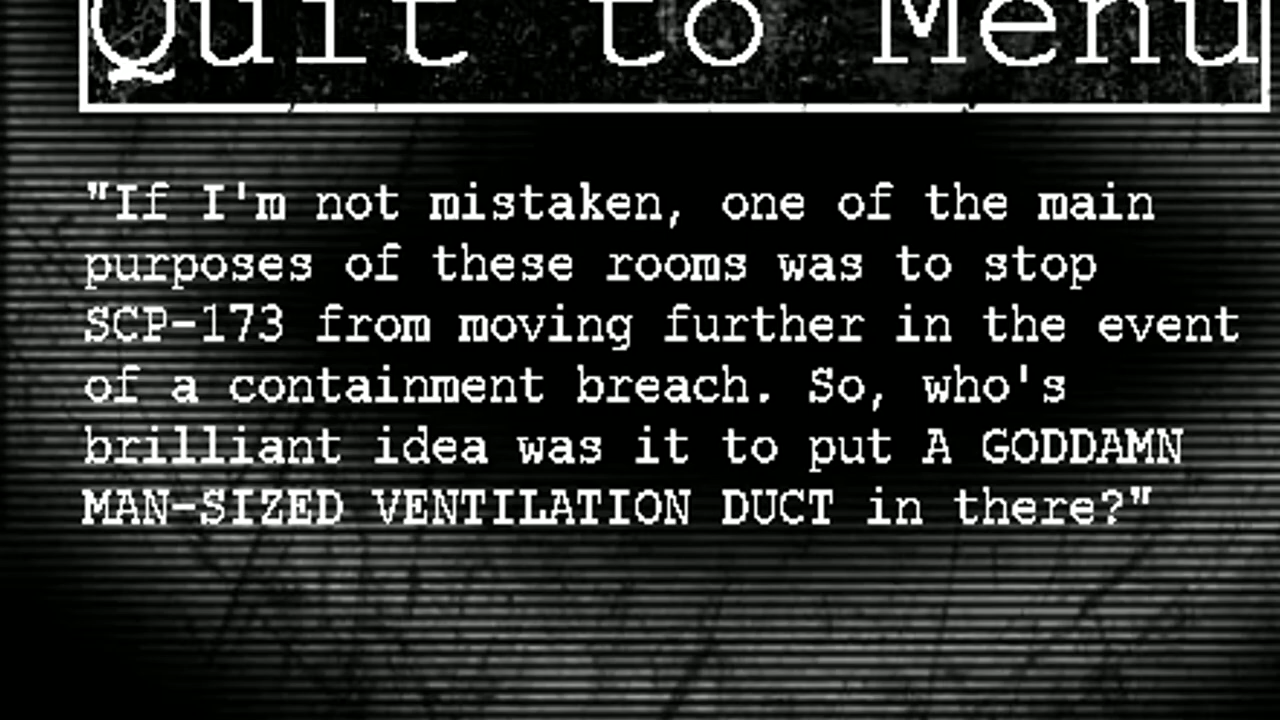 Quit to Menu
"If I'm not mistaken, one of the main
purposes of these rooms was to stop
SCP-173 from moving further in the event
of a containment breach. So, who's
brilliant idea was it to put A GODDAMN
MAN-SIZED VENTILATION DUCT in there?"